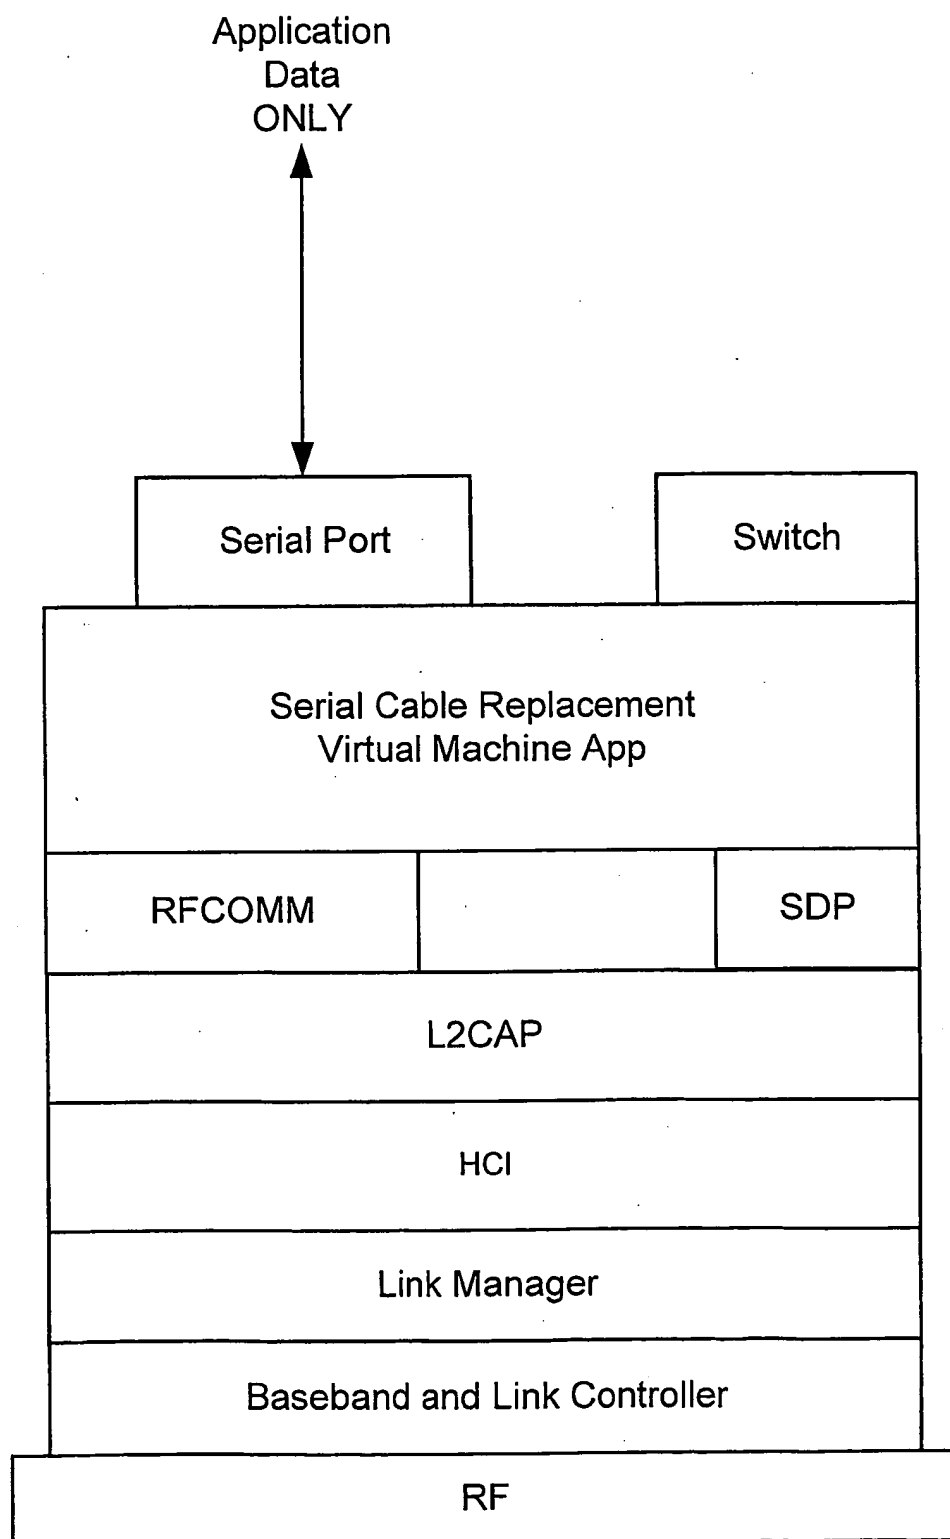 Application
Data
ONLY
Serial Port
Switch
Serial Cable Replacement
Virtual Machine App
RFCOMM
SDP
L2CAP
HCI
Link Manager
Baseband and Link Controller
RF